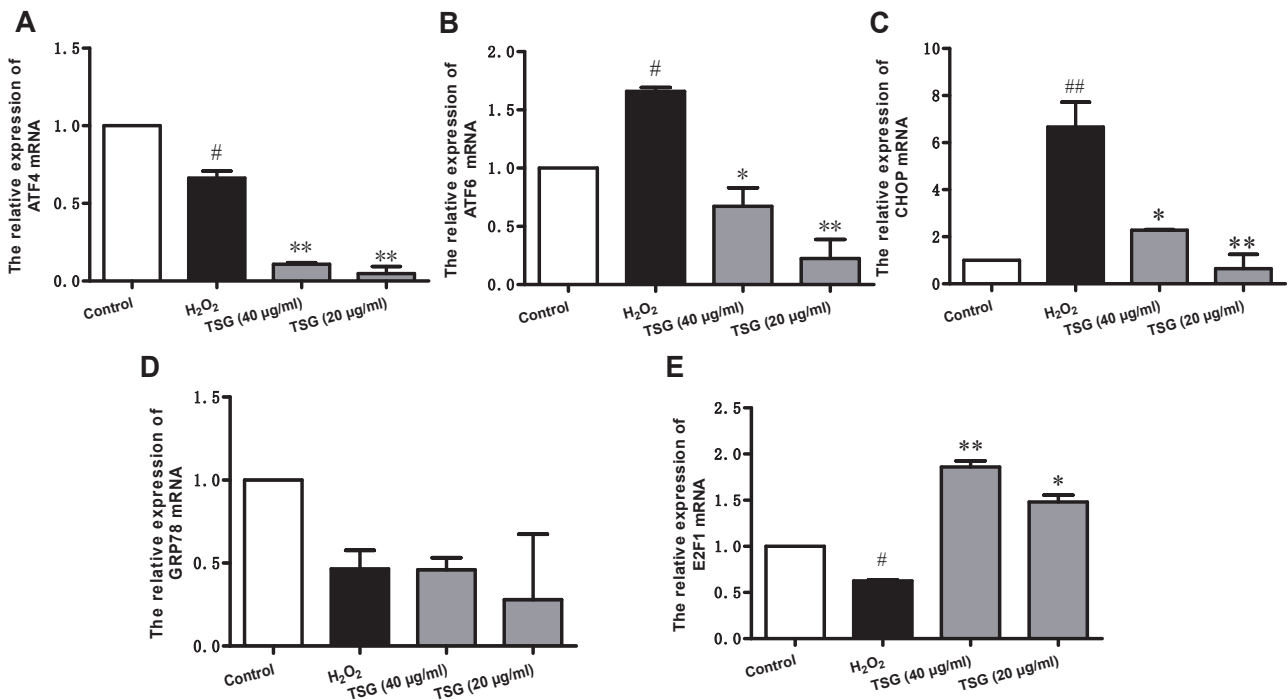 A
The relative expression of
ATF4 mRNA
1.5
1.0
0.5
0.0
#
**
**
Control
H₂O₂
TSG (40 µg/ml)
TSG (20 µg/ml)
B
The relative expression of
ATF6 mRNA
2.0
1.5
1.0
0.5
0.0
#
*
**
Control
H₂O₂
TSG (40 µg/ml)
TSG (20 µg/ml)
C
The relative expression of
CHOP mRNA
10
8
6
4
2
0
##
*
**
Control
H₂O₂
TSG (40 µg/ml)
TSG (20 µg/ml)
D
The relative expression of
GRP78 mRNA
1.5
1.0
0.5
0.0
Control
H₂O₂
TSG (40 µg/ml)
TSG (20 µg/ml)
E
The relative expression of
E2F1 mRNA
2.5
2.0
1.5
1.0
0.5
0.0
#
**
*
Control
H₂O₂
TSG (40 µg/ml)
TSG (20 µg/ml)